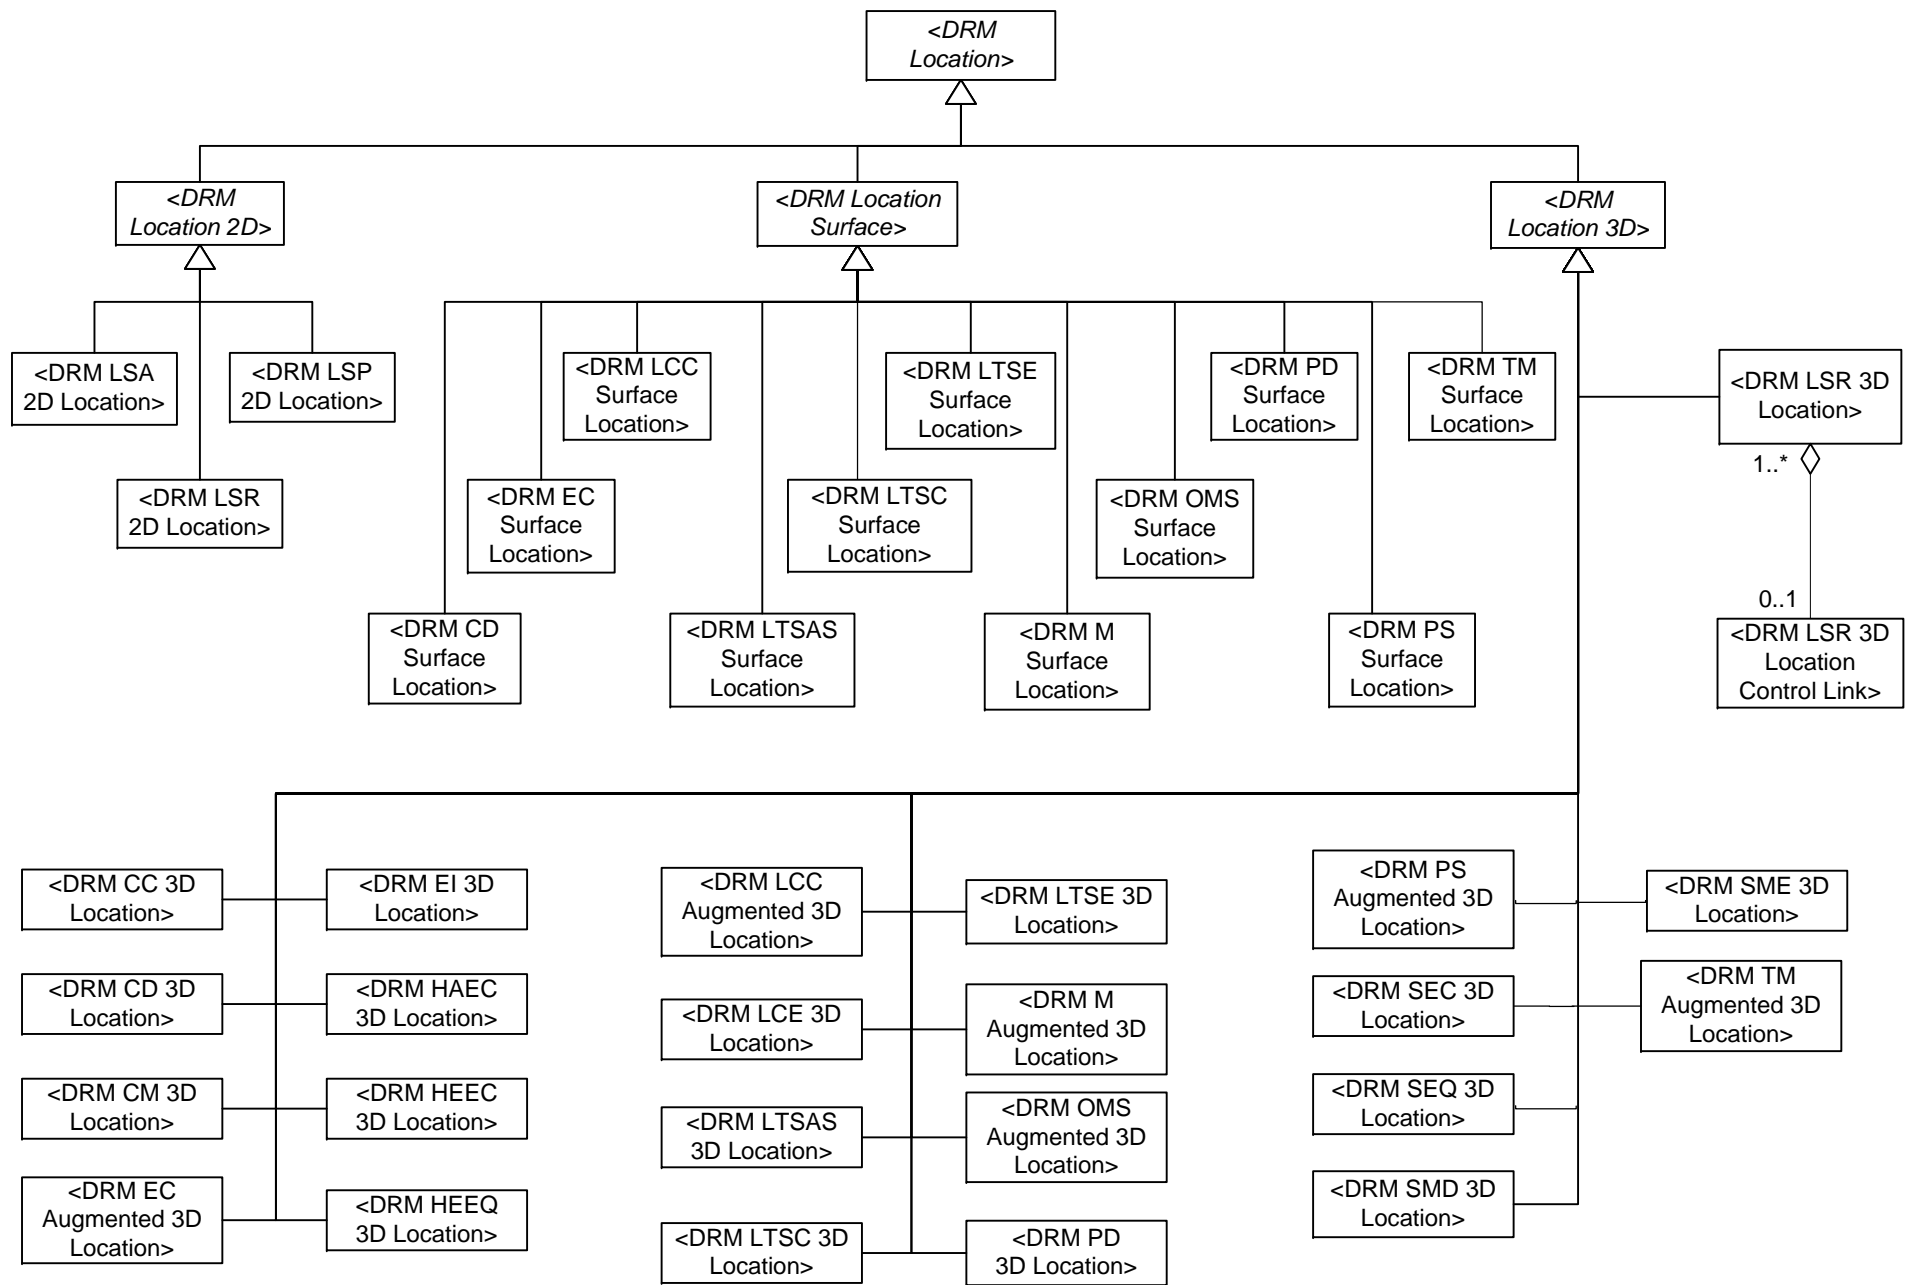 <DRM
Location>
<DRM
Location 2D>
<DRM Location
Surface>
<DRM
Location 3D>
<DRM LSA
2D Location>
<DRM LSP
2D Location>
<DRM LSR
2D Location>
<DRM LCC
Surface
Location>
<DRM LTSE
Surface
Location>
<DRM PD
Surface
Location>
<DRM TM
Surface
Location>
<DRM EC
Surface
Location>
<DRM LTSC
Surface
Location>
<DRM OMS
Surface
Location>
<DRM CD
Surface
Location>
<DRM LTSAS
Surface
Location>
<DRM M
Surface
Location>
<DRM PS
Surface
Location>
<DRM LSR 3D
Location>
1..*
0..1
<DRM LSR 3D
Location
Control Link>
<DRM CC 3D
Location>
<DRM EI 3D
Location>
<DRM CD 3D
Location>
<DRM HAEC
3D Location>
<DRM CM 3D
Location>
<DRM HEEC
3D Location>
<DRM EC
Augmented 3D
Location>
<DRM HEEQ
3D Location>
<DRM LCC
Augmented 3D
Location>
<DRM LTSE 3D
Location>
<DRM LCE 3D
Location>
<DRM M
Augmented 3D
Location>
<DRM LTSAS
3D Location>
<DRM OMS
Augmented 3D
Location>
<DRM LTSC 3D
Location>
<DRM PD
3D Location>
<DRM PS
Augmented 3D
Location>
<DRM SME 3D
Location>
<DRM SEC 3D
Location>
<DRM TM
Augmented 3D
Location>
<DRM SEQ 3D
Location>
<DRM SMD 3D
Location>